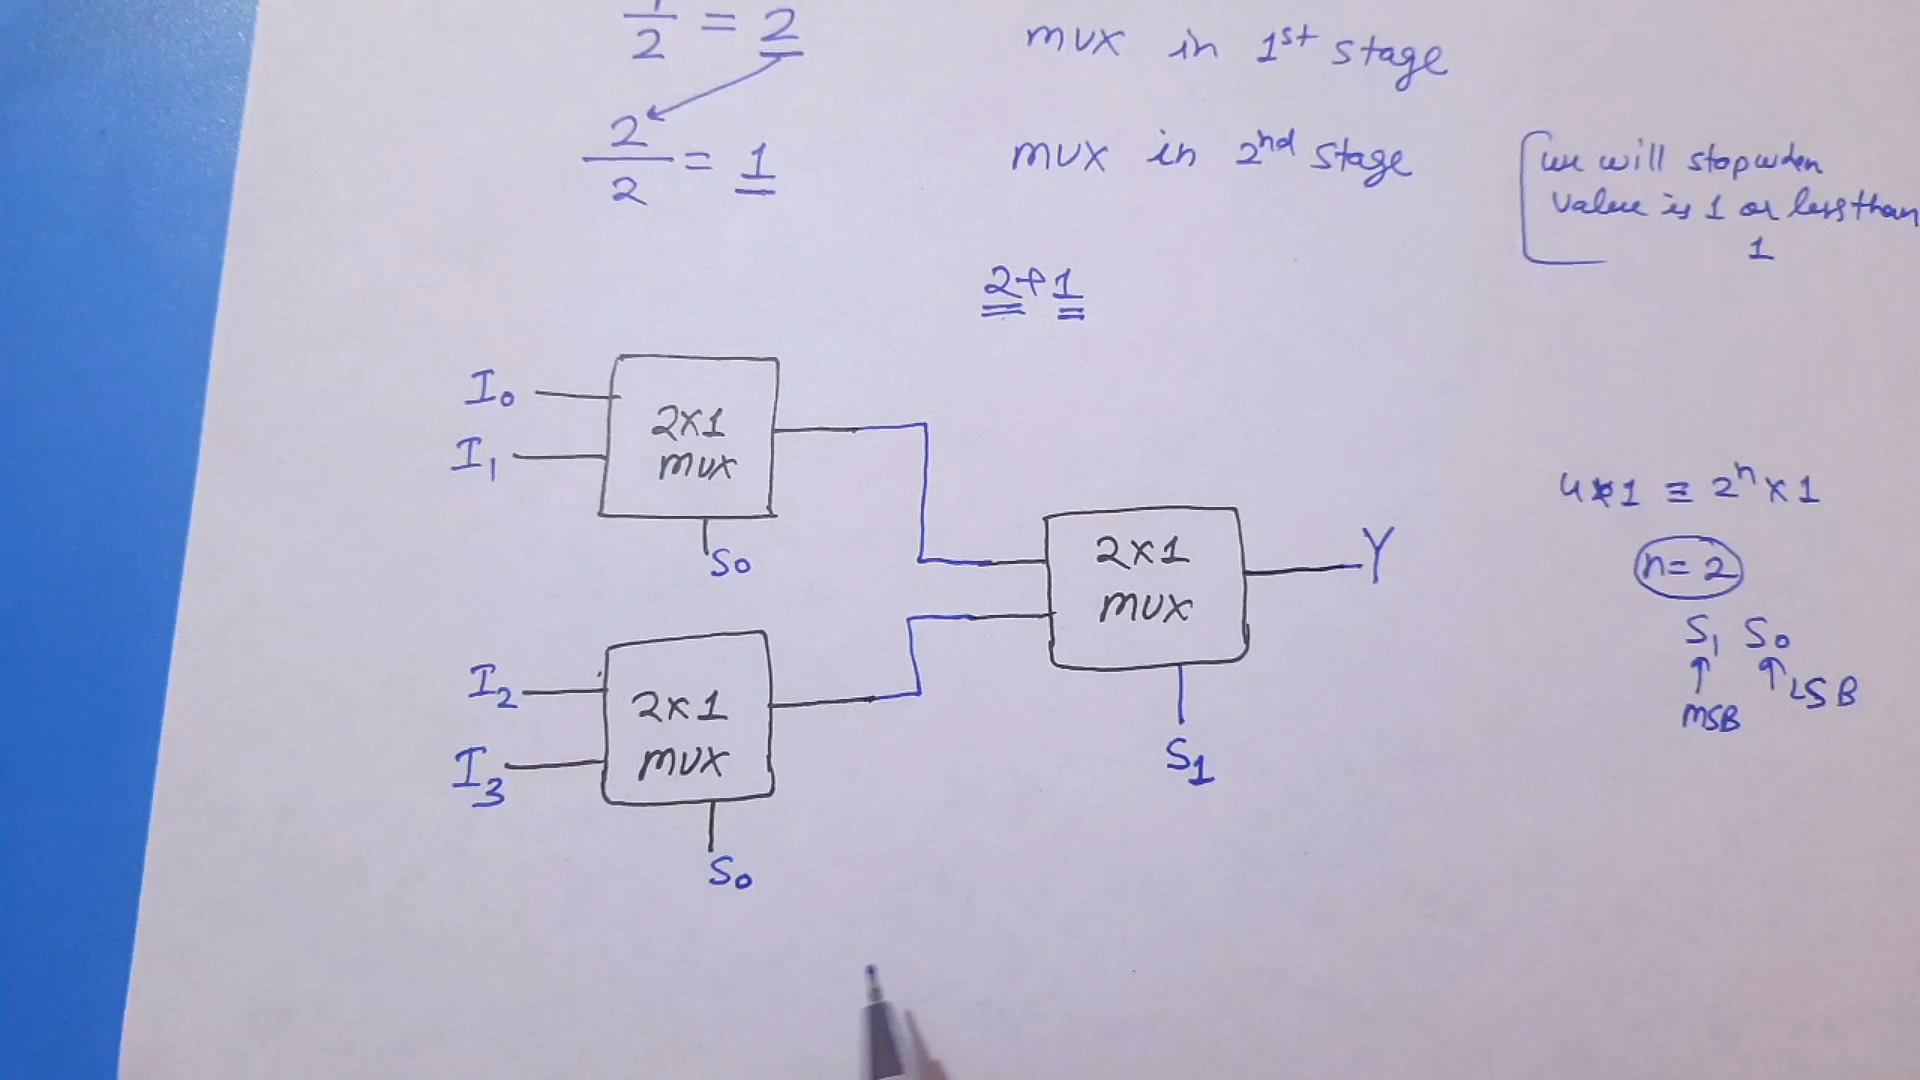 2 = 2 mux in 1st stage
2/2 = 1 mux in 2nd stage
we will stop when
value is 1 or less than
1
2+1
I0
I1
2x1
mux
S0
I2
I3
2x1
mux
S0
2x1
mux
S1
Y
4x1 ≡ 2^n x 1
n=2
S1 S0
↑ ↑
MSB LSB